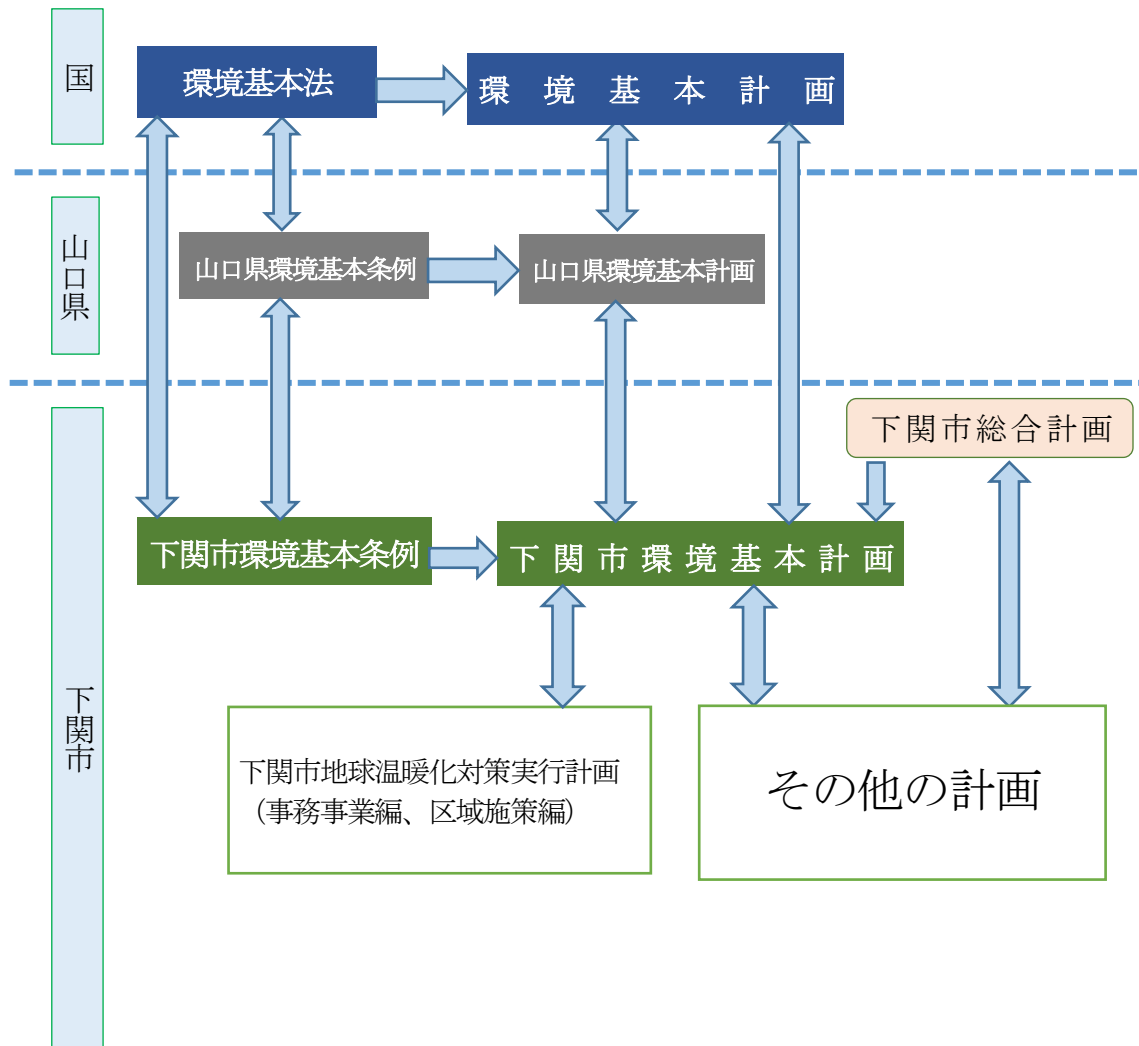 国
環境基本法
環境基本計画
山口県
山口県環境基本条例
山口県環境基本計画
下関市
下関市総合計画
下関市環境基本条例
下関市環境基本計画
下関市地球温暖化対策実行計画
（事務事業編、区域施策編）
その他の計画